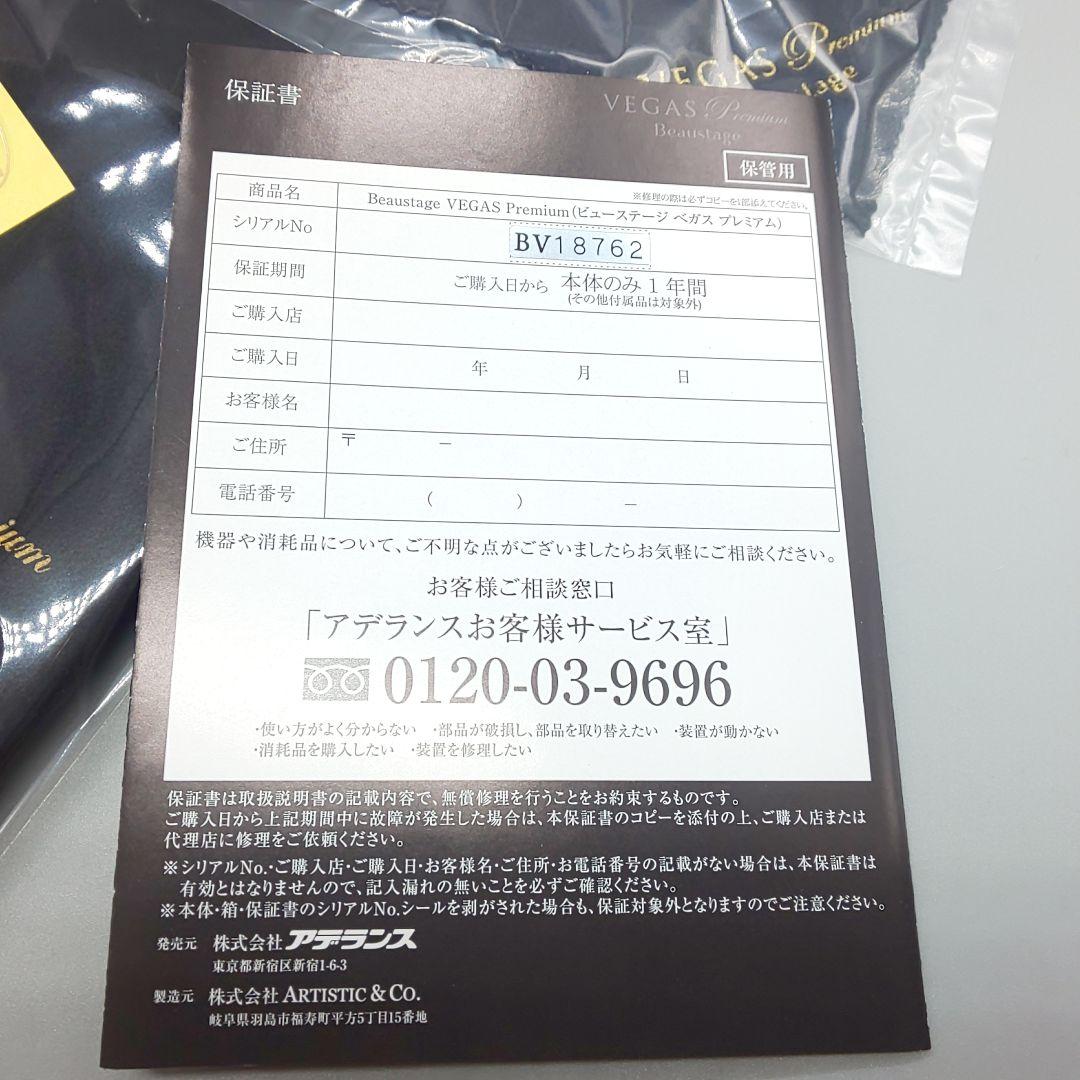 VEGAS Premium
tage
ium
保証書
VEGAS Premium
Beaustage
保管用
※修理の際は必ずコピーを1部添えてください。
商品名 Beaustage VEGAS Premium(ビューステージ ベガス プレミアム)
シリアルNo BV18762
保証期間 ご購入日から 本体のみ1年間
(その他付属品は対象外)
ご購入店
ご購入日 年 月 日
お客様名
ご住所 〒 ー
電話番号 ( ) ー
機器や消耗品について、ご不明な点がございましたらお気軽にご相談ください。
お客様ご相談窓口
「アデランスお客様サービス室」
0120-03-9696
・使い方がよく分からない ・部品が破損し、部品を取り替えたい ・装置が動かない
・消耗品を購入したい ・装置を修理したい
保証書は取扱説明書の記載内容で、無償修理を行うことをお約束するものです。
ご購入日から上記期間中に故障が発生した場合は、本保証書のコピーを添付の上、ご購入店または
代理店に修理をご依頼ください。
※シリアルNo.・ご購入店・ご購入日・お客様名・ご住所・お電話番号の記載がない場合は、本保証書は
有効とはなりませんので、記入漏れの無いことを必ずご確認ください。
※本体・箱・保証書のシリアルNo.シールを剥がされた場合も、保証対象外となりますのでご注意ください。
発売元 株式会社アデランス
東京都新宿区新宿1-6-3
製造元 株式会社 ARTISTIC & CO.
岐阜県羽島市福寿町平方5丁目15番地